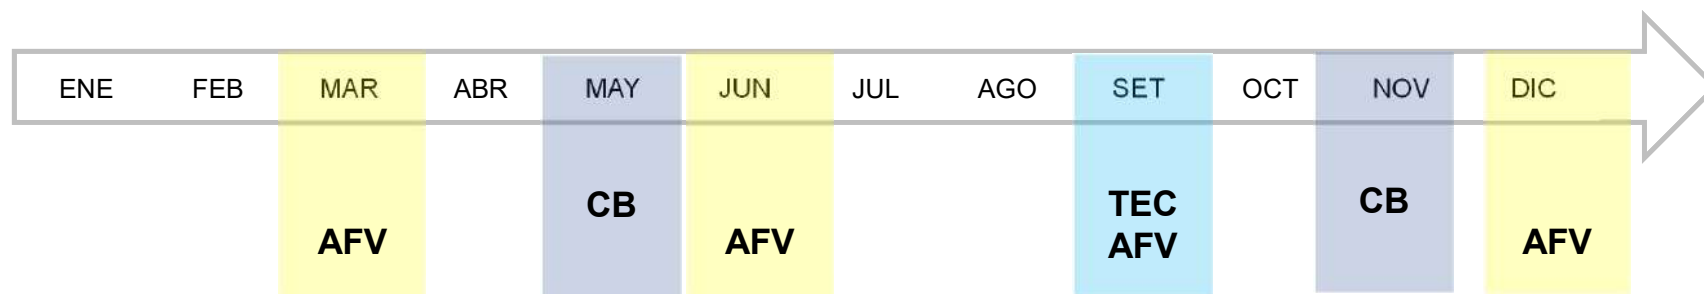 ENE FEB MAR ABR MAY JUN JUL AGO SET OCT NOV DIC
CB TEC CB
AFV AFV AFV AFV